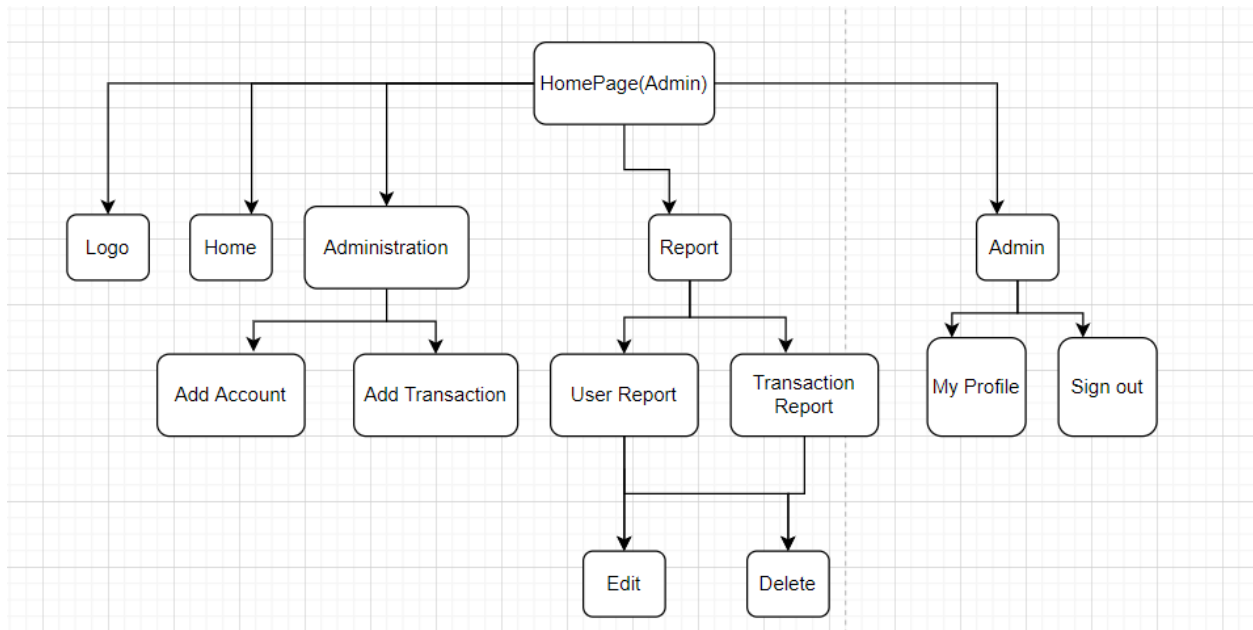 HomePage(Admin)
Logo
Home
Administration
Report
Admin
Add Account
Add Transaction
User Report
Transaction
Report
My Profile
Sign out
Edit
Delete